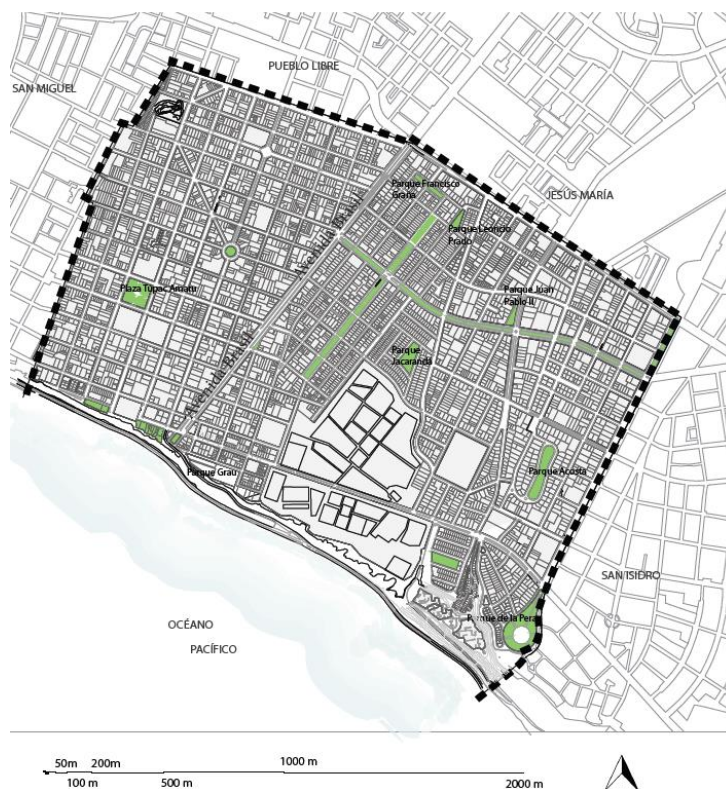 PUEBLO LIBRE
SAN MIGUEL
Parque Francisco
Graña
JESÚS MARÍA
Parque Leoncio
Prado
Avenida Brasil
Plaza Tupac Amaru
Parque Juan
Pablo II
Parque
Jacaranda
Avenida Brasil
Parque Grau
Parque Acosta
SAN ISIDRO
Parque de la Pera
OCÉANO
PACÍFICO
50m 200m 1000 m
100 m 500 m 2000 m